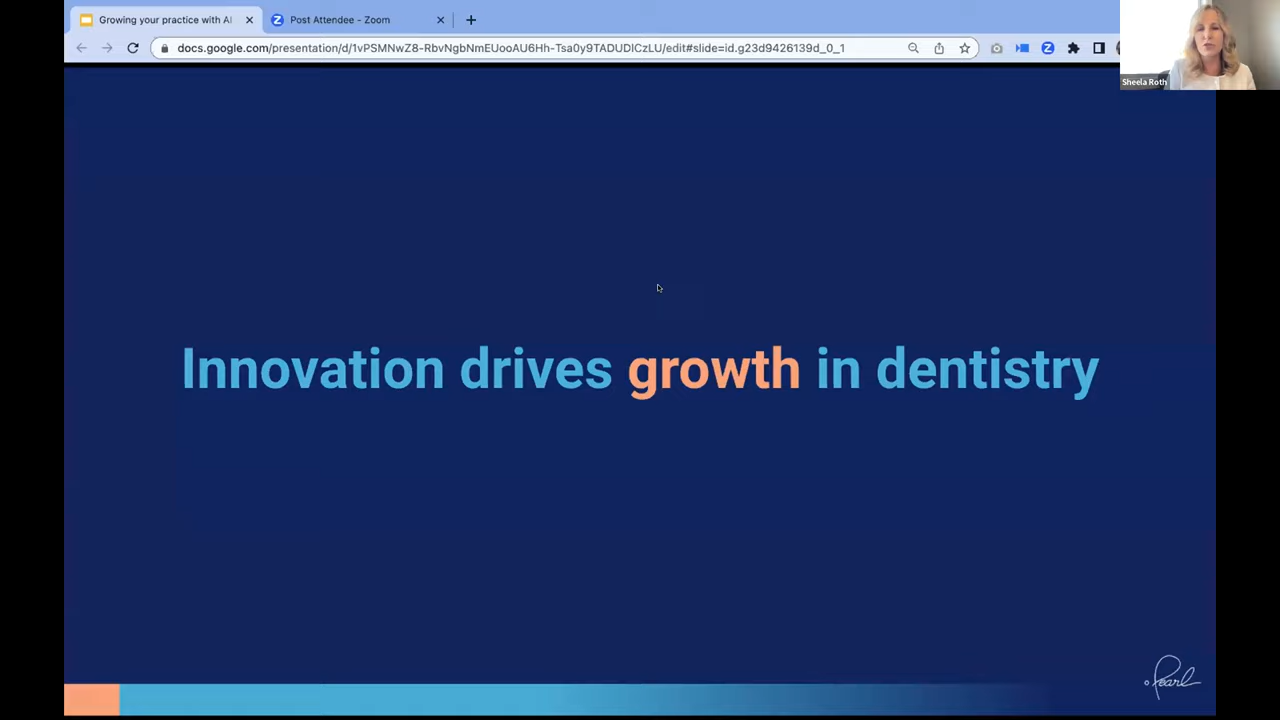 Growing your practice with AI
Post Attendee - Zoom
docs.google.com/presentation/d/1vPSMNwZ8-RbvNgbNmEUooAU6Hh-Tsa0y9TADUDlCzLU/edit#slide=id.g23d9426139d_0_1
Sheela Roth
Innovation drives growth in dentistry
Pearl